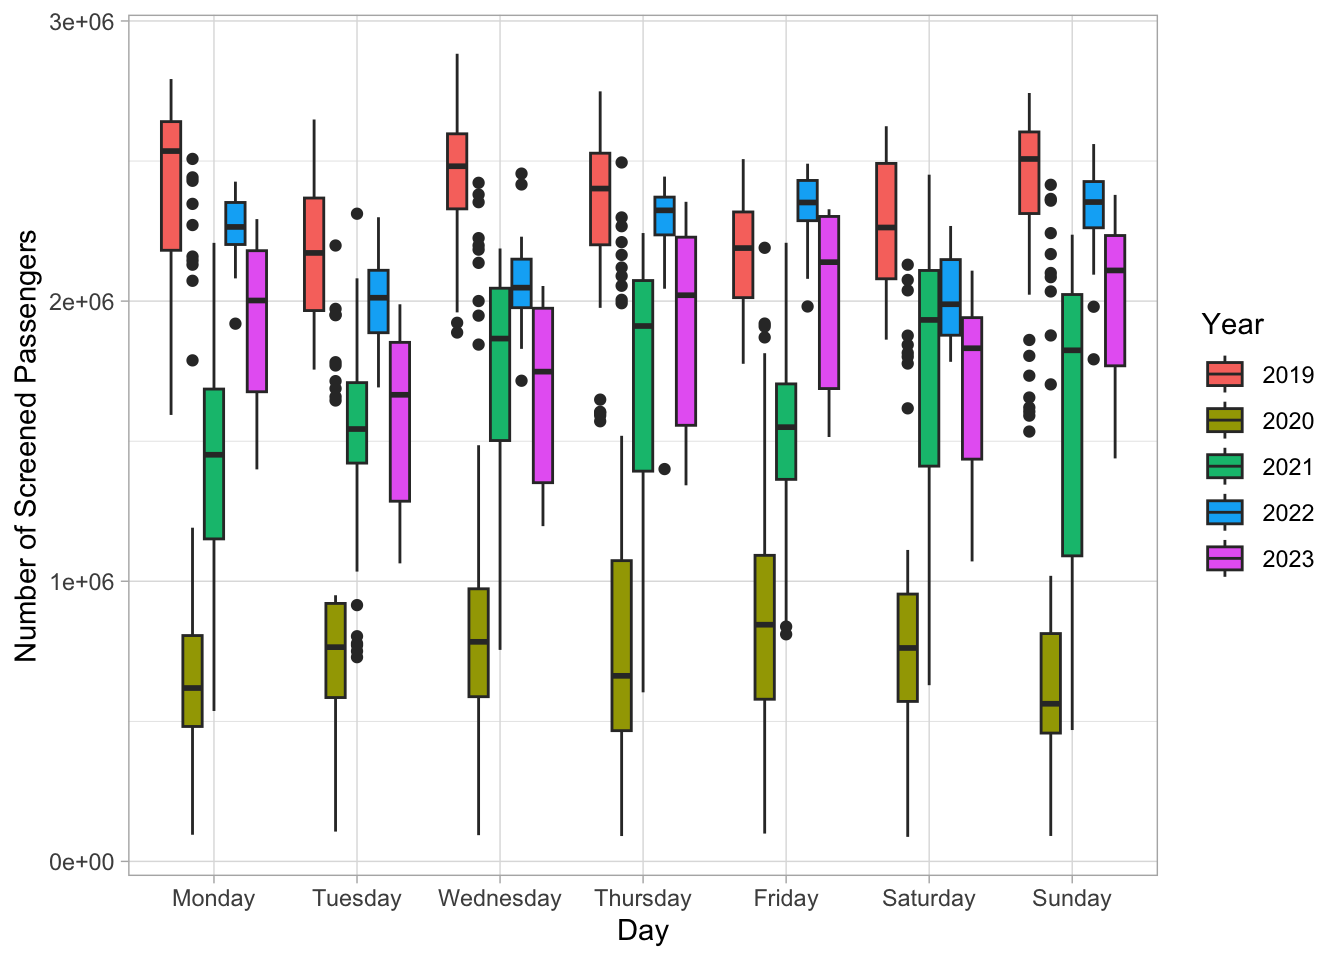 Number of Screened Passengers
3e+06
2e+06
1e+06
0e+00
Monday
Tuesday
Wednesday
Thursday
Friday
Saturday
Sunday
Day
Year
2019
2020
2021
2022
2023